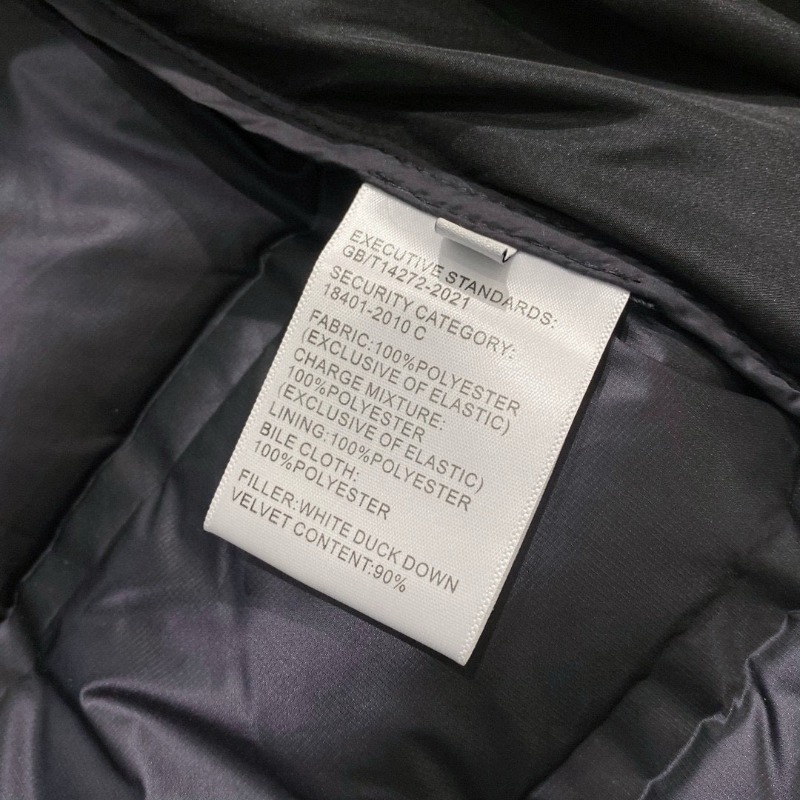 EXECUTIVE STANDARDS:
GB/T14272-2021
SECURITY CATEGORY:
18401-2010 C
FABRIC:100%POLYESTER
(EXCLUSIVE OF ELASTIC)
CHARGE MIXTURE:
100%POLYESTER
(EXCLUSIVE OF ELASTIC)
LINING:100%POLYESTER
BILE CLOTH:
100%POLYESTER
FILLER:WHITE DUCK DOWN
VELVET CONTENT:90%